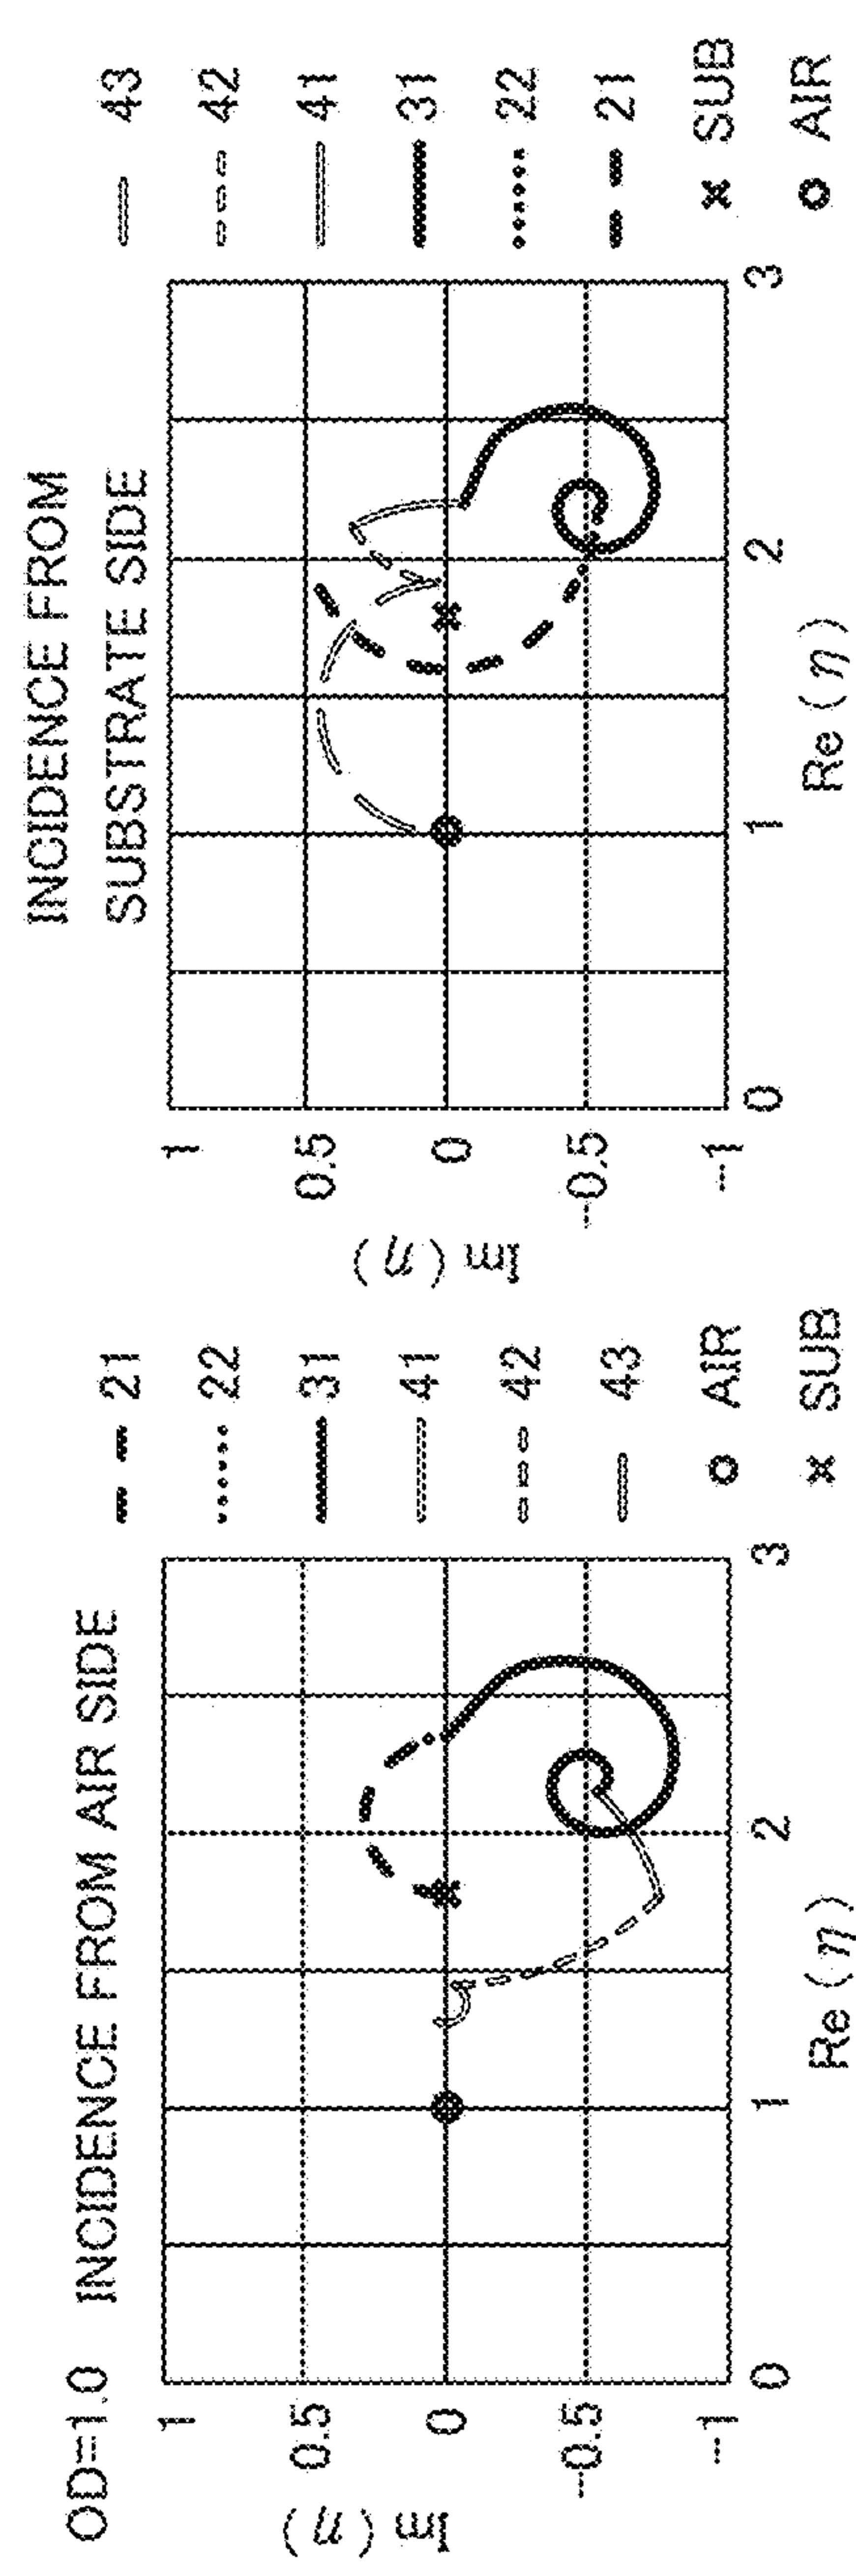 OD=1.0 INCIDENCE FROM AIR SIDE
Im (η)
1
0.5
0
-0.5
-1
0
1
2
3
Re (η)
21
22
31
41
42
43
AIR
SUB
INCIDENCE FROM
SUBSTRATE SIDE
Im (η)
1
0.5
0
-0.5
-1
0
1
2
3
Re (η)
43
42
41
31
22
21
SUB
AIR